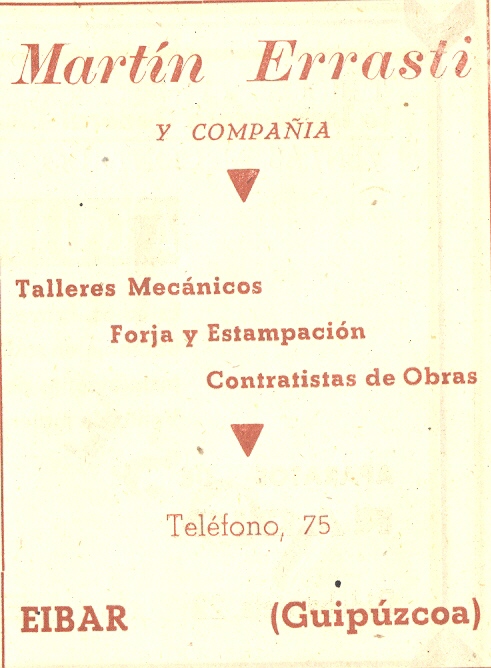 Martín Errasti
Y COMPAÑIA
Talleres Mecánicos
Forja y Estampación
Contratistas de Obras
Teléfono, 75
EIBAR (Guipúzcoa)